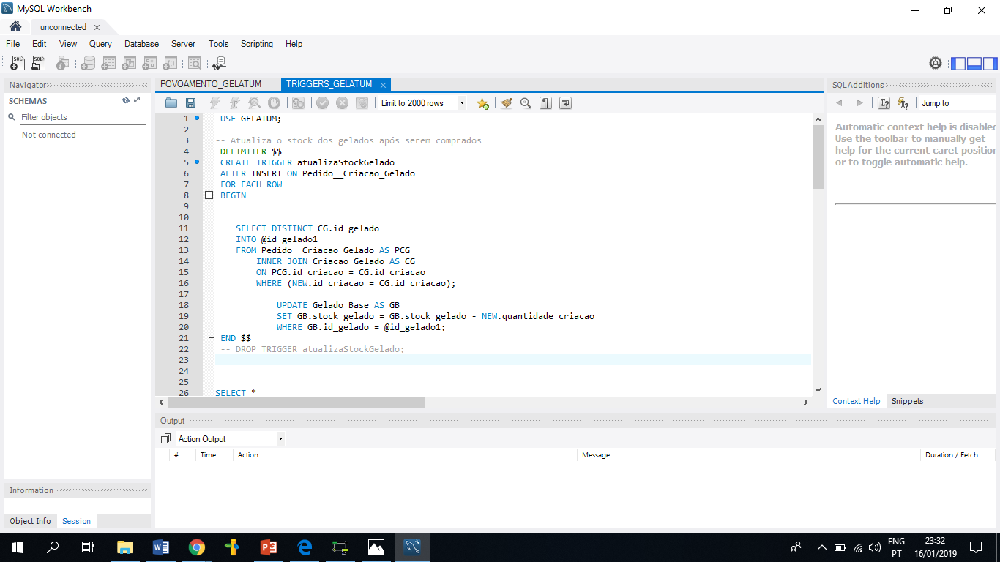 MySQL Workbench
unconnected
File Edit View Query Database Server Tools Scripting Help
Navigator
SCHEMAS
Filter objects
Not connected
POVOAMENTO_GELATUM TRIGGERS_GELATUM
Limit to 2000 rows
1 USE GELATUM;
2
3 -- Atualiza o stock dos gelados após serem comprados
4 DELIMITER $$
5 CREATE TRIGGER atualizaStockGelado
6 AFTER INSERT ON Pedido__Criacao_Gelado
7 FOR EACH ROW
8 BEGIN
9
10
11 SELECT DISTINCT CG.id_gelado
12 INTO @id_gelado1
13 FROM Pedido__Criacao_Gelado AS PCG
14 INNER JOIN Criacao_Gelado AS CG
15 ON PCG.id_criacao = CG.id_criacao
16 WHERE (NEW.id_criacao = CG.id_criacao);
17
18 UPDATE Gelado_Base AS GB
19 SET GB.stock_gelado = GB.stock_gelado - NEW.quantidade_criacao
20 WHERE GB.id_gelado = @id_gelado1;
21 END $$
22 -- DROP TRIGGER atualizaStockGelado;
23
24
25
26 SELECT *
SQLAdditions
Jump to
Automatic context help is disabled
Use the toolbar to manually get
help for the current caret position
or to toggle automatic help.
Context Help Snippets
Output
Action Output
# Time Action Message Duration / Fetch
Information
Object Info Session
ENG
PT
23:32
16/01/2019